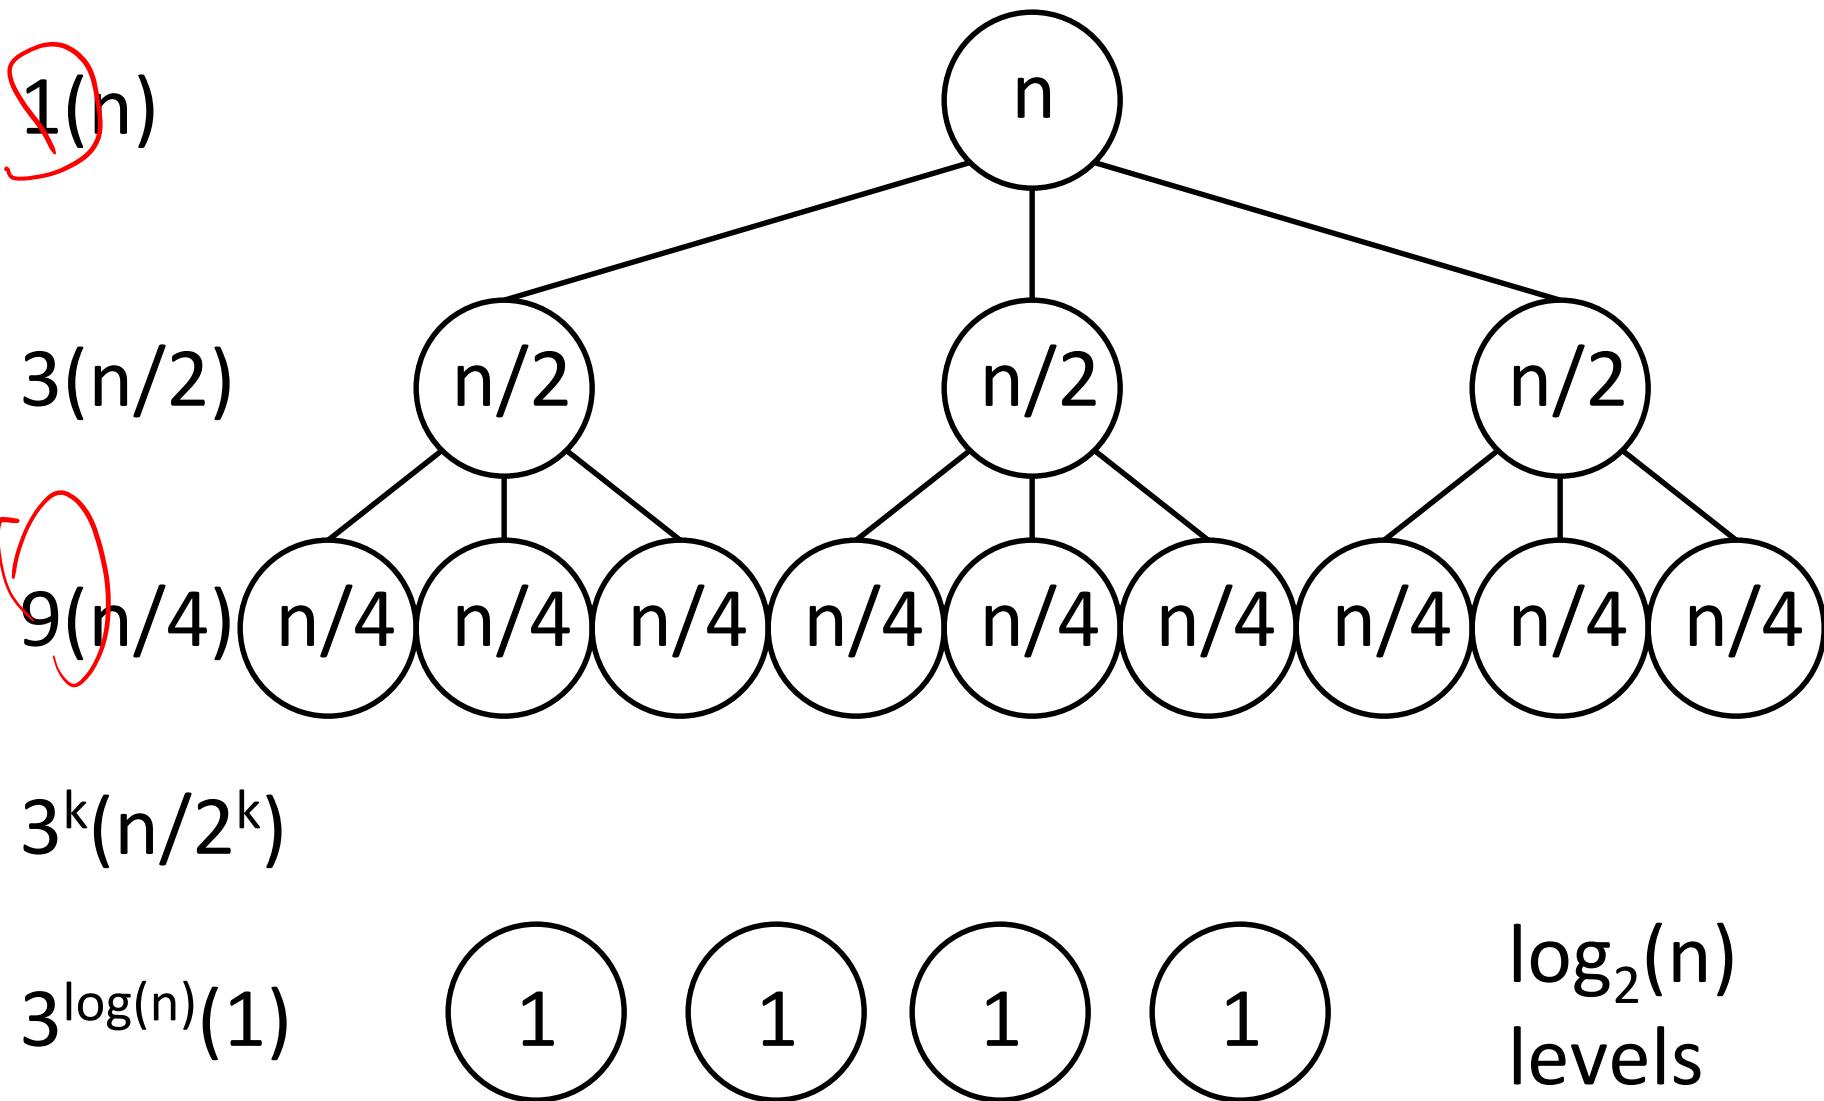 1(n) n
3(n/2) n/2 n/2 n/2
9(n/4) n/4 n/4 n/4 n/4 n/4 n/4 n/4 n/4 n/4
3ᵏ(n/2ᵏ)
3ˡᵒᵍ⁽ⁿ⁾(1) 1 1 1 1
log₂(n)
levels